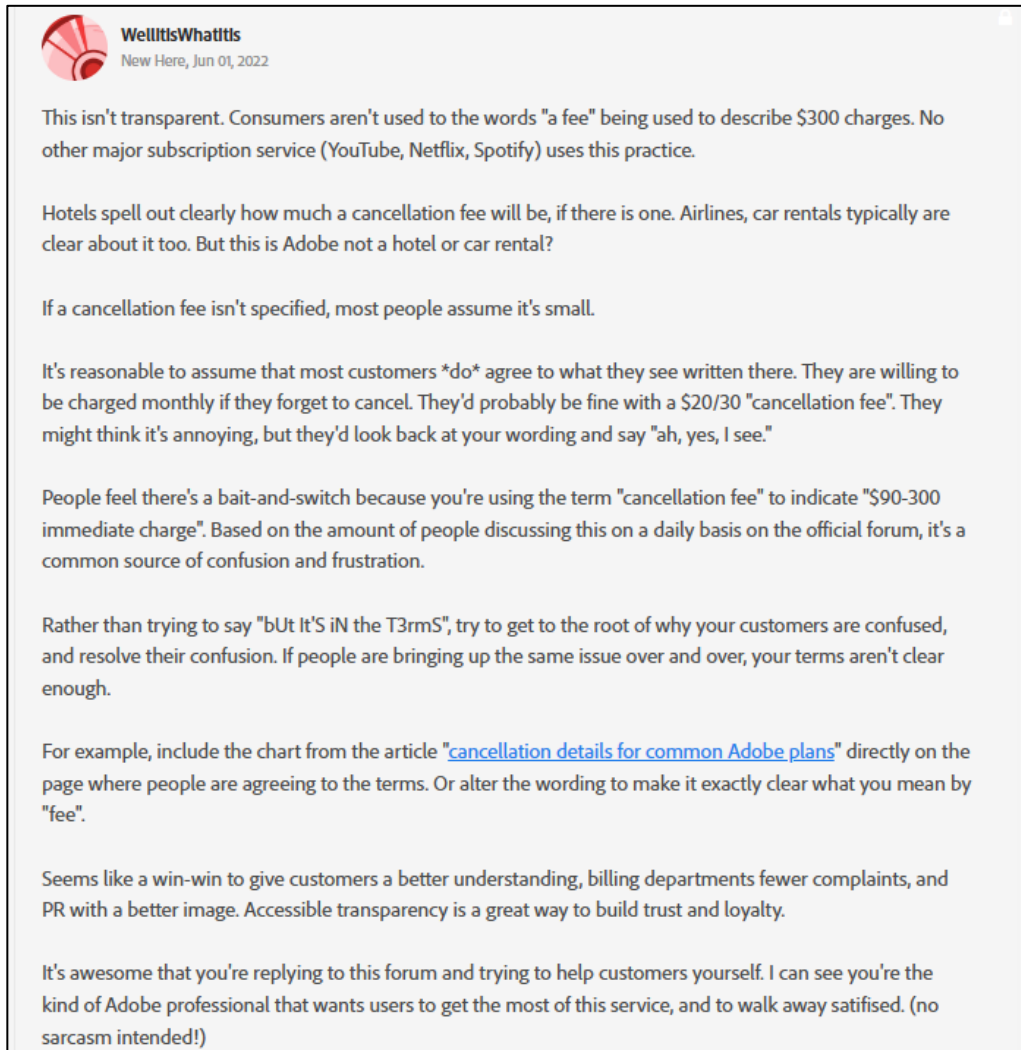 WellItIsWhatItIs
New Here, Jun 01, 2022
This isn't transparent. Consumers aren't used to the words "a fee" being used to describe $300 charges. No
other major subscription service (YouTube, Netflix, Spotify) uses this practice.
Hotels spell out clearly how much a cancellation fee will be, if there is one. Airlines, car rentals typically are
clear about it too. But this is Adobe not a hotel or car rental?
If a cancellation fee isn't specified, most people assume it's small.
It's reasonable to assume that most customers *do* agree to what they see written there. They are willing to
be charged monthly if they forget to cancel. They'd probably be fine with a $20/30 "cancellation fee". They
might think it's annoying, but they'd look back at your wording and say "ah, yes, I see."
People feel there's a bait-and-switch because you're using the term "cancellation fee" to indicate "$90-300
immediate charge". Based on the amount of people discussing this on a daily basis on the official forum, it's a
common source of confusion and frustration.
Rather than trying to say "bUt It'S iN the T3rmS", try to get to the root of why your customers are confused,
and resolve their confusion. If people are bringing up the same issue over and over, your terms aren't clear
enough.
For example, include the chart from the article "cancellation details for common Adobe plans" directly on the
page where people are agreeing to the terms. Or alter the wording to make it exactly clear what you mean by
"fee".
Seems like a win-win to give customers a better understanding, billing departments fewer complaints, and
PR with a better image. Accessible transparency is a great way to build trust and loyalty.
It's awesome that you're replying to this forum and trying to help customers yourself. I can see you're the
kind of Adobe professional that wants users to get the most of this service, and to walk away satifised. (no
sarcasm intended!)